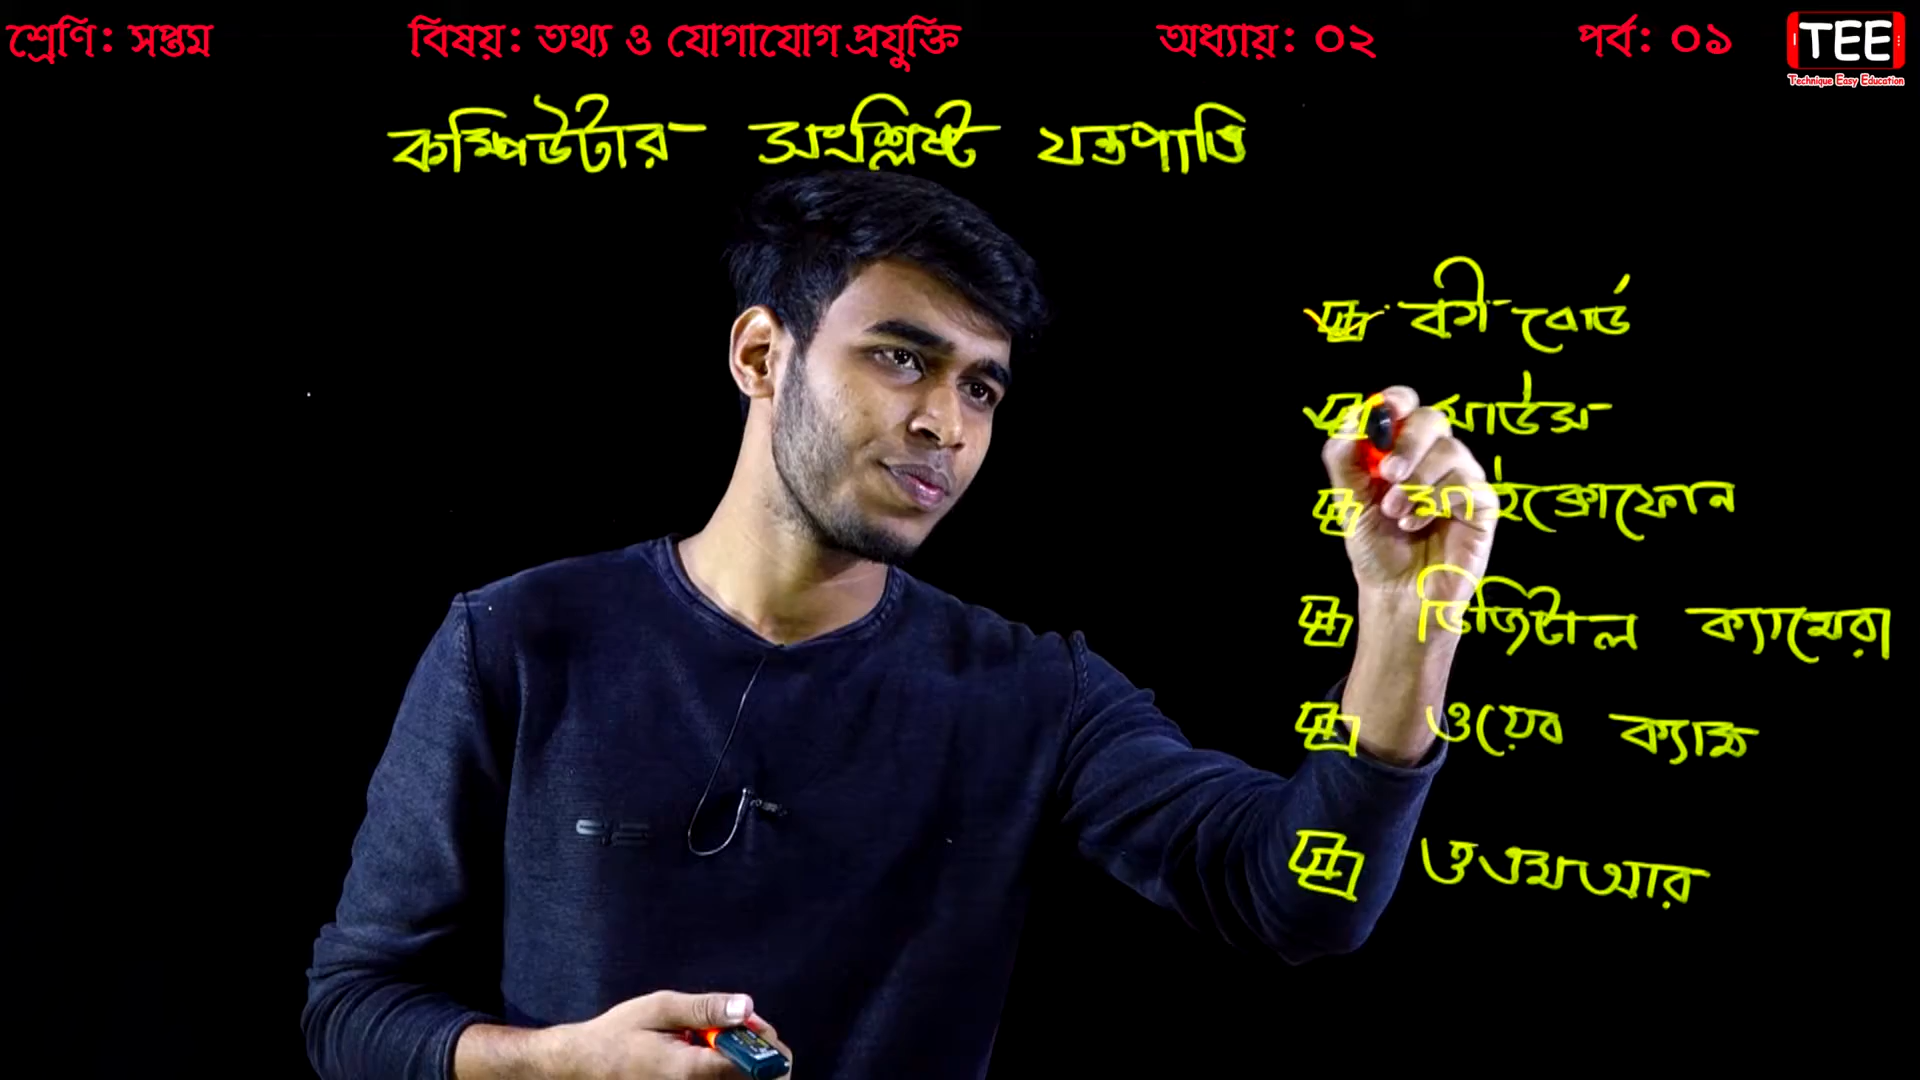 শ্রেণি: সপ্তম বিষয়: তথ্য ও যোগাযোগ প্রযুক্তি অধ্যায়: ০২ পর্ব: ০১
TEE
Technique Easy Education
কম্পিউটার সংশ্লিষ্ট যন্ত্রপাতি
কী-বোর্ড
মাউস
মাইক্রোফোন
ডিজিটাল ক্যামেরা
ওয়েব ক্যাম
ওএমআর